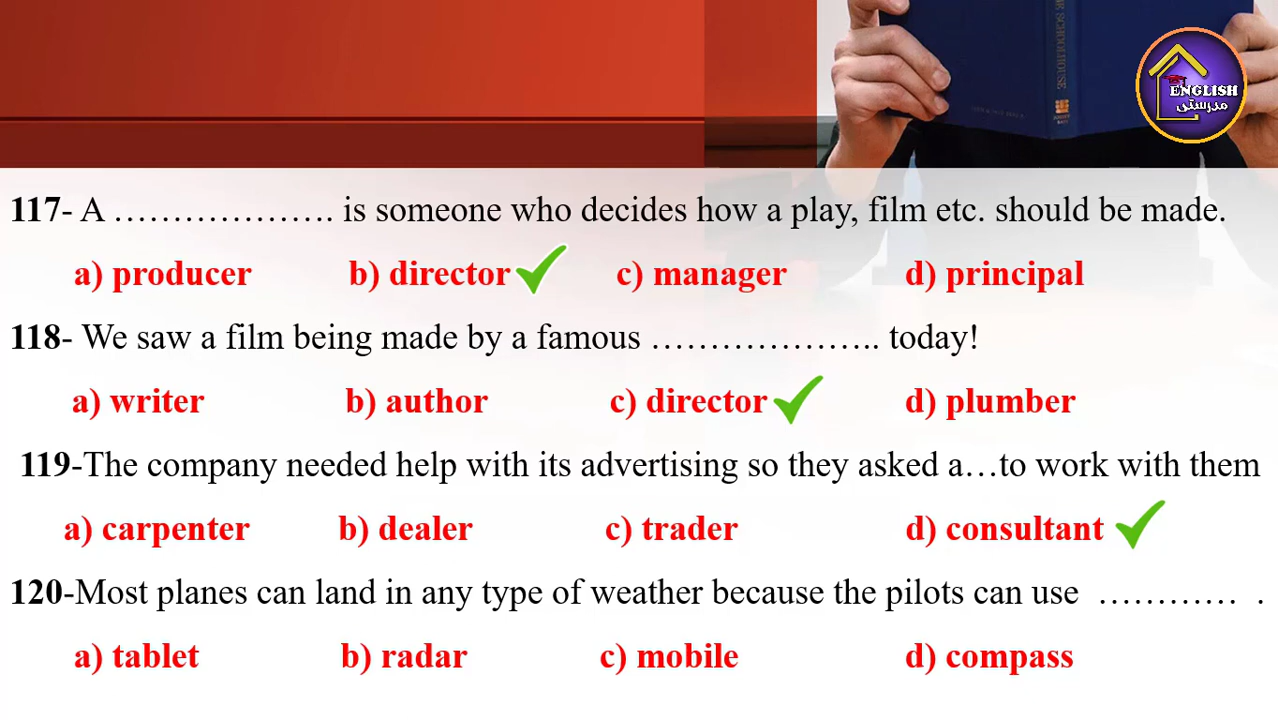 ENGLISH
مدرستي
117- A ………………. is someone who decides how a play, film etc. should be made.
a) producer b) director c) manager d) principal
118- We saw a film being made by a famous ……………….. today!
a) writer b) author c) director d) plumber
119-The company needed help with its advertising so they asked a…to work with them
a) carpenter b) dealer c) trader d) consultant
120-Most planes can land in any type of weather because the pilots can use ………… .
a) tablet b) radar c) mobile d) compass